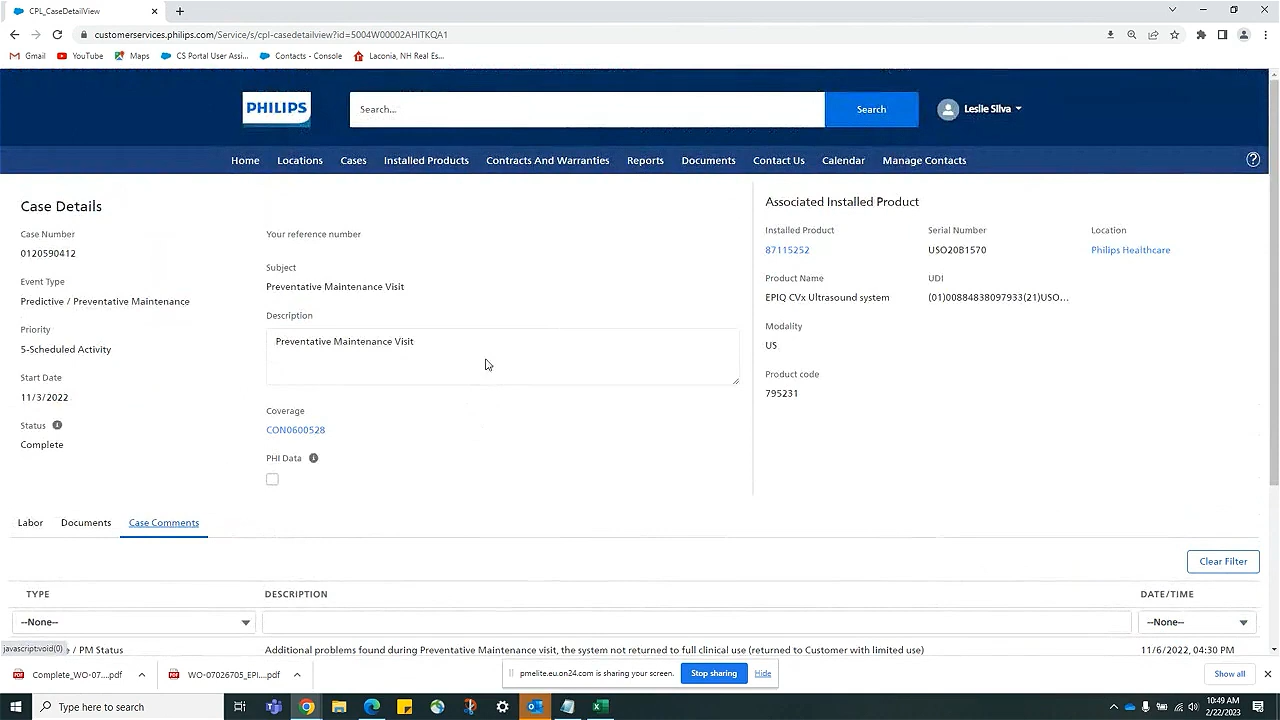 CPL_CaseDetailView
customerservices.philips.com/Service/s/cpl-casedetailview?id=5004W00002AHITKQA1
Gmail YouTube Maps CS Portal User Assi... Contacts - Console Laconia, NH Real Es...
PHILIPS Search... Search Leslie Silva
Home Locations Cases Installed Products Contracts And Warranties Reports Documents Contact Us Calendar Manage Contacts
Case Details
Case Number
0120590412
Event Type
Predictive / Preventative Maintenance
Priority
5-Scheduled Activity
Start Date
11/3/2022
Status
Complete
Your reference number
Subject
Preventative Maintenance Visit
Description
Preventative Maintenance Visit
Coverage
CON0600528
PHI Data
Associated Installed Product
Installed Product Serial Number Location
87115252 USO20B1570 Philips Healthcare
Product Name UDI
EPIQ CVx Ultrasound system (01)00884838097933(21)USO...
Modality
US
Product code
795231
Labor Documents Case Comments
Clear Filter
TYPE DESCRIPTION DATE/TIME
--None-- --None--
/ PM Status Additional problems found during Preventative Maintenance visit, the system not returned to full clinical use (returned to Customer with limited use) 11/6/2022, 04:30 PM
javascript:void(0)
Complete_WO-07....pdf WO-07026705_EPI....pdf pmelite.eu.on24.com is sharing your screen. Stop sharing Hide Show all
Type here to search
10:49 AM
2/22/2023